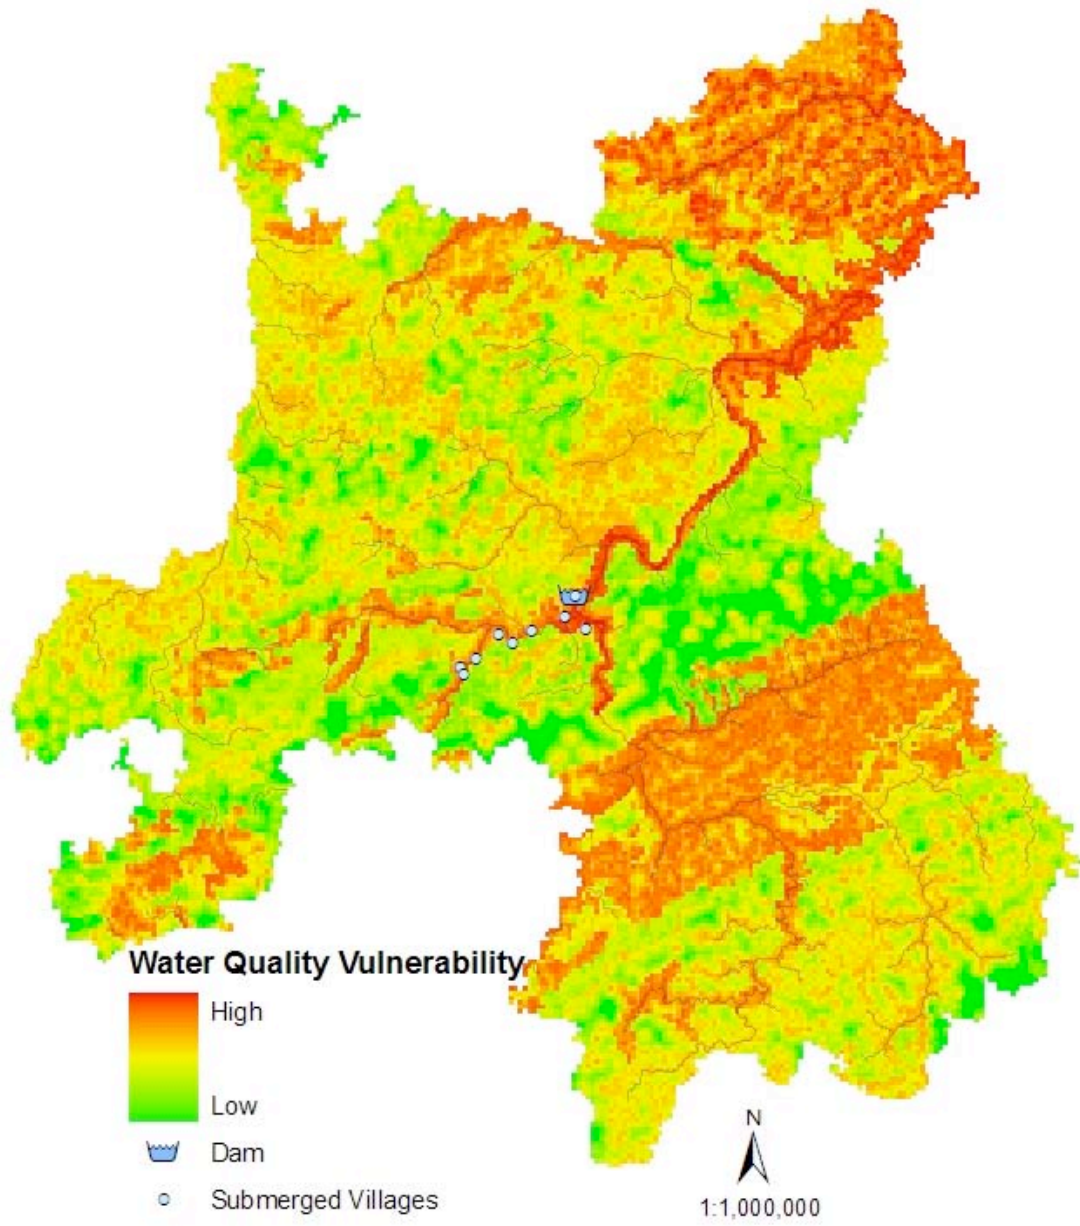 Water Quality Vulnerability
High
Low
Dam
Submerged Villages
N
1:1,000,000